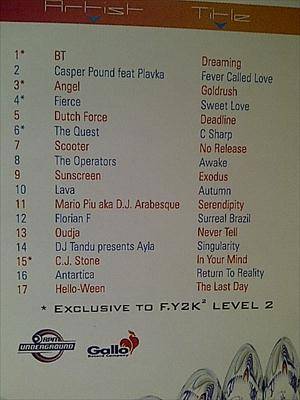 Artist Title
1* BT Dreaming
2 Casper Pound feat Plavka Fever Called Love
3* Angel Goldrush
4* Fierce Sweet Love
5 Dutch Force Deadline
6* The Quest C Sharp
7 Scooter No Release
8 The Operators Awake
9 Sunscreen Exodus
10 Lava Autumn
11 Mario Piu aka D.J. Arabesque Serendipity
12 Florian F Surreal Brazil
13 Oudja Never Tell
14 DJ Tandu presents Ayla Singularity
15* C.J. Stone In Your Mind
16 Antartica Return To Reality
17 Hello-Ween The Last Day
* EXCLUSIVE TO F.Y2K² LEVEL 2
RPM
UNDERGROUND
Gallo
Record Company